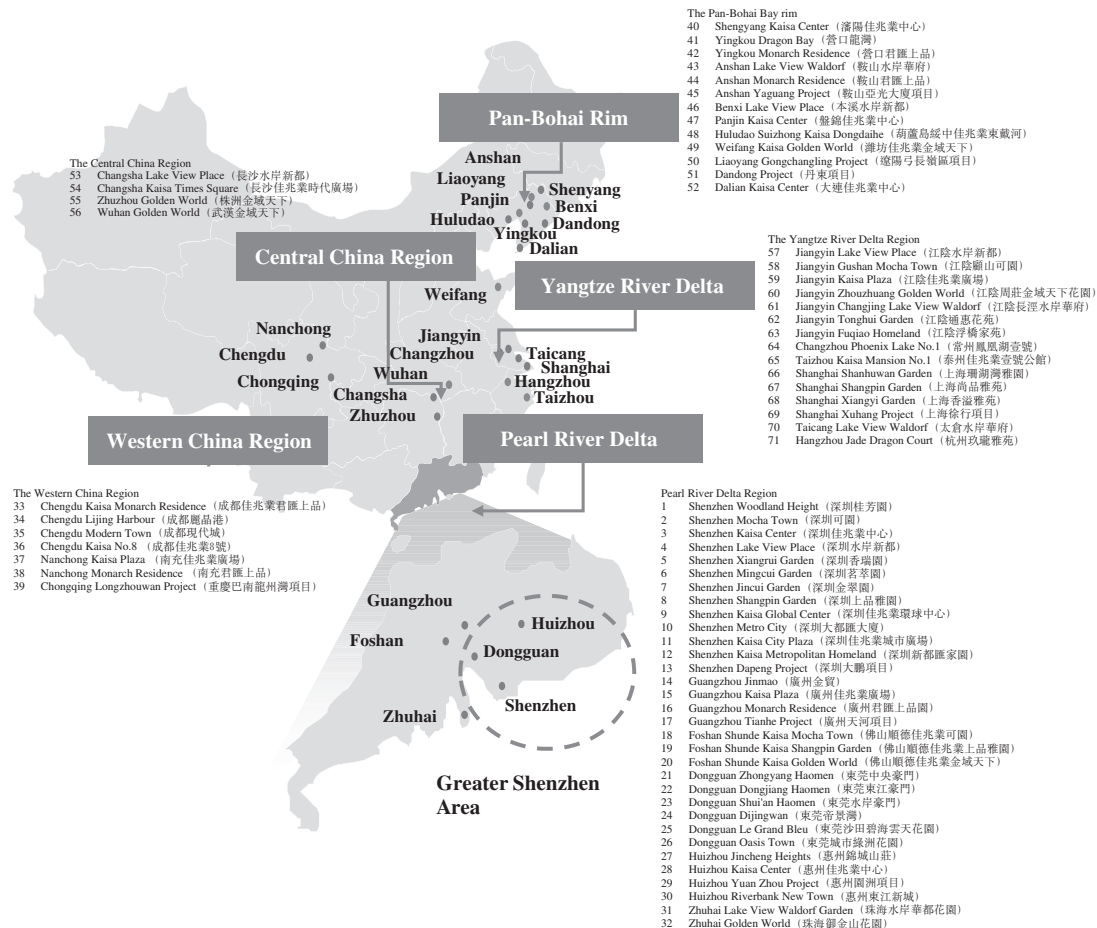 The Pan-Bohai Bay rim
40 Shengyang Kaisa Center (瀋陽佳兆業中心)
41 Yingkou Dragon Bay (營口龍灣)
42 Yingkou Monarch Residence (營口君匯上品)
43 Anshan Lake View Waldorf (鞍山水岸華府)
44 Anshan Monarch Residence (鞍山君匯上品)
45 Anshan Yaguang Project (鞍山亞光大廈項目)
46 Benxi Lake View Place (本溪水岸新都)
47 Panjin Kaisa Center (盤錦佳兆業中心)
48 Huludao Suizhong Kaisa Dongdaihe (葫蘆島綏中佳兆業東戴河)
49 Weifang Kaisa Golden World (濰坊佳兆業金域天下)
50 Liaoyang Gongchangling Project (遼陽弓長嶺區項目)
51 Dandong Project (丹東項目)
52 Dalian Kaisa Center (大連佳兆業中心)
The Central China Region
53 Changsha Lake View Place (長沙水岸新都)
54 Changsha Kaisa Times Square (長沙佳兆業時代廣場)
55 Zhuzhou Golden World (株洲金域天下)
56 Wuhan Golden World (武漢金域天下)
Pan-Bohai Rim
Anshan
Liaoyang
Panjin
Huludao
Yingkou
Shenyang
Benxi
Dandong
Dalian
Central China Region
Weifang
Yangtze River Delta
The Yangtze River Delta Region
57 Jiangyin Lake View Place (江陰水岸新都)
58 Jiangyin Gushan Mocha Town (江陰顧山可園)
59 Jiangyin Kaisa Plaza (江陰佳兆業廣場)
60 Jiangyin Zhouzhuang Golden World (江陰周莊金域天下花園)
61 Jiangyin Changjing Lake View Waldorf (江陰長涇水岸華府)
62 Jiangyin Tonghui Garden (江陰通惠花苑)
63 Jiangyin Fuqiao Homeland (江陰浮橋家苑)
64 Changzhou Phoenix Lake No.1 (常州鳳凰湖壹號)
65 Taizhou Kaisa Mansion No.1 (泰州佳兆業壹號公館)
66 Shanghai Shanhuwan Garden (上海珊湖灣雅園)
67 Shanghai Shangpin Garden (上海尚品雅苑)
68 Shanghai Xiangyi Garden (上海香溢雅苑)
69 Shanghai Xuhang Project (上海徐行項目)
70 Taicang Lake View Waldorf (太倉水岸華府)
71 Hangzhou Jade Dragon Court (杭州玖瓏雅苑)
Nanchong
Chengdu
Chongqing
Jiangyin
Changzhou
Wuhan
Changsha
Zhuzhou
Taicang
Shanghai
Hangzhou
Taizhou
Western China Region
Pearl River Delta
The Western China Region
33 Chengdu Kaisa Monarch Residence (成都佳兆業君匯上品)
34 Chengdu Lijing Harbour (成都麗晶港)
35 Chengdu Modern Town (成都現代城)
36 Chengdu Kaisa No.8 (成都佳兆業8號)
37 Nanchong Kaisa Plaza (南充佳兆業廣場)
38 Nanchong Monarch Residence (南充君匯上品)
39 Chongqing Longzhouwan Project (重慶巴南龍州灣項目)
Guangzhou
Foshan
Zhuhai
Huizhou
Dongguan
Shenzhen
Greater Shenzhen
Area
Pearl River Delta Region
1 Shenzhen Woodland Height (深圳桂芳園)
2 Shenzhen Mocha Town (深圳可園)
3 Shenzhen Kaisa Center (深圳佳兆業中心)
4 Shenzhen Lake View Place (深圳水岸新都)
5 Shenzhen Xiangrui Garden (深圳香瑞園)
6 Shenzhen Mingcui Garden (深圳茗萃園)
7 Shenzhen Jincui Garden (深圳金翠園)
8 Shenzhen Shangpin Garden (深圳上品雅園)
9 Shenzhen Kaisa Global Center (深圳佳兆業環球中心)
10 Shenzhen Metro City (深圳大都匯大廈)
11 Shenzhen Kaisa City Plaza (深圳佳兆業城市廣場)
12 Shenzhen Kaisa Metropolitan Homeland (深圳新都匯家園)
13 Shenzhen Dapeng Project (深圳大鵬項目)
14 Guangzhou Jinmao (廣州金貿)
15 Guangzhou Kaisa Plaza (廣州佳兆業廣場)
16 Guangzhou Monarch Residence (廣州君匯上品園)
17 Guangzhou Tianhe Project (廣州天河項目)
18 Foshan Shunde Kaisa Mocha Town (佛山順德佳兆業可園)
19 Foshan Shunde Kaisa Shangpin Garden (佛山順德佳兆業上品雅園)
20 Foshan Shunde Kaisa Golden World (佛山順德佳兆業金域天下)
21 Dongguan Zhongyang Haomen (東莞中央豪門)
22 Dongguan Dongjiang Haomen (東莞東江豪門)
23 Dongguan Shui'an Haomen (東莞水岸豪門)
24 Dongguan Dijingwan (東莞帝景灣)
25 Dongguan Le Grand Bleu (東莞沙田碧海雲天花園)
26 Dongguan Oasis Town (東莞城市綠洲花園)
27 Huizhou Jincheng Heights (惠州錦城山莊)
28 Huizhou Kaisa Center (惠州佳兆業中心)
29 Huizhou Yuan Zhou Project (惠州園洲項目)
30 Huizhou Riverbank New Town (惠州東江新城)
31 Zhuhai Lake View Waldorf Garden (珠海水岸華都花園)
32 Zhuhai Golden World (珠海御金山花園)